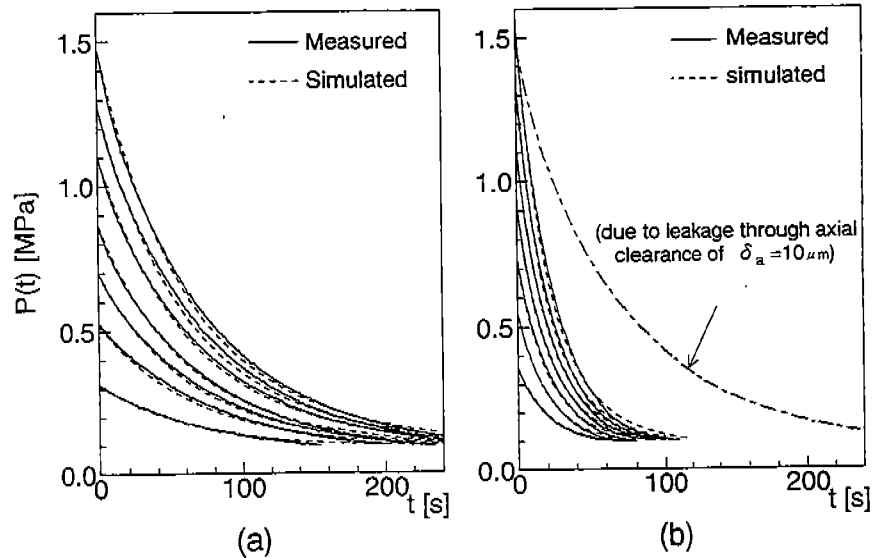 1.5
1.0
0.5
0.0
P(t) [MPa]
Measured
Simulated
0
100
200
t [s]
(a)
1.5
1.0
0.5
0.0
Measured
simulated
(due to leakage through axial
clearance of δa =10μm)
0
100
200
t [s]
(b)